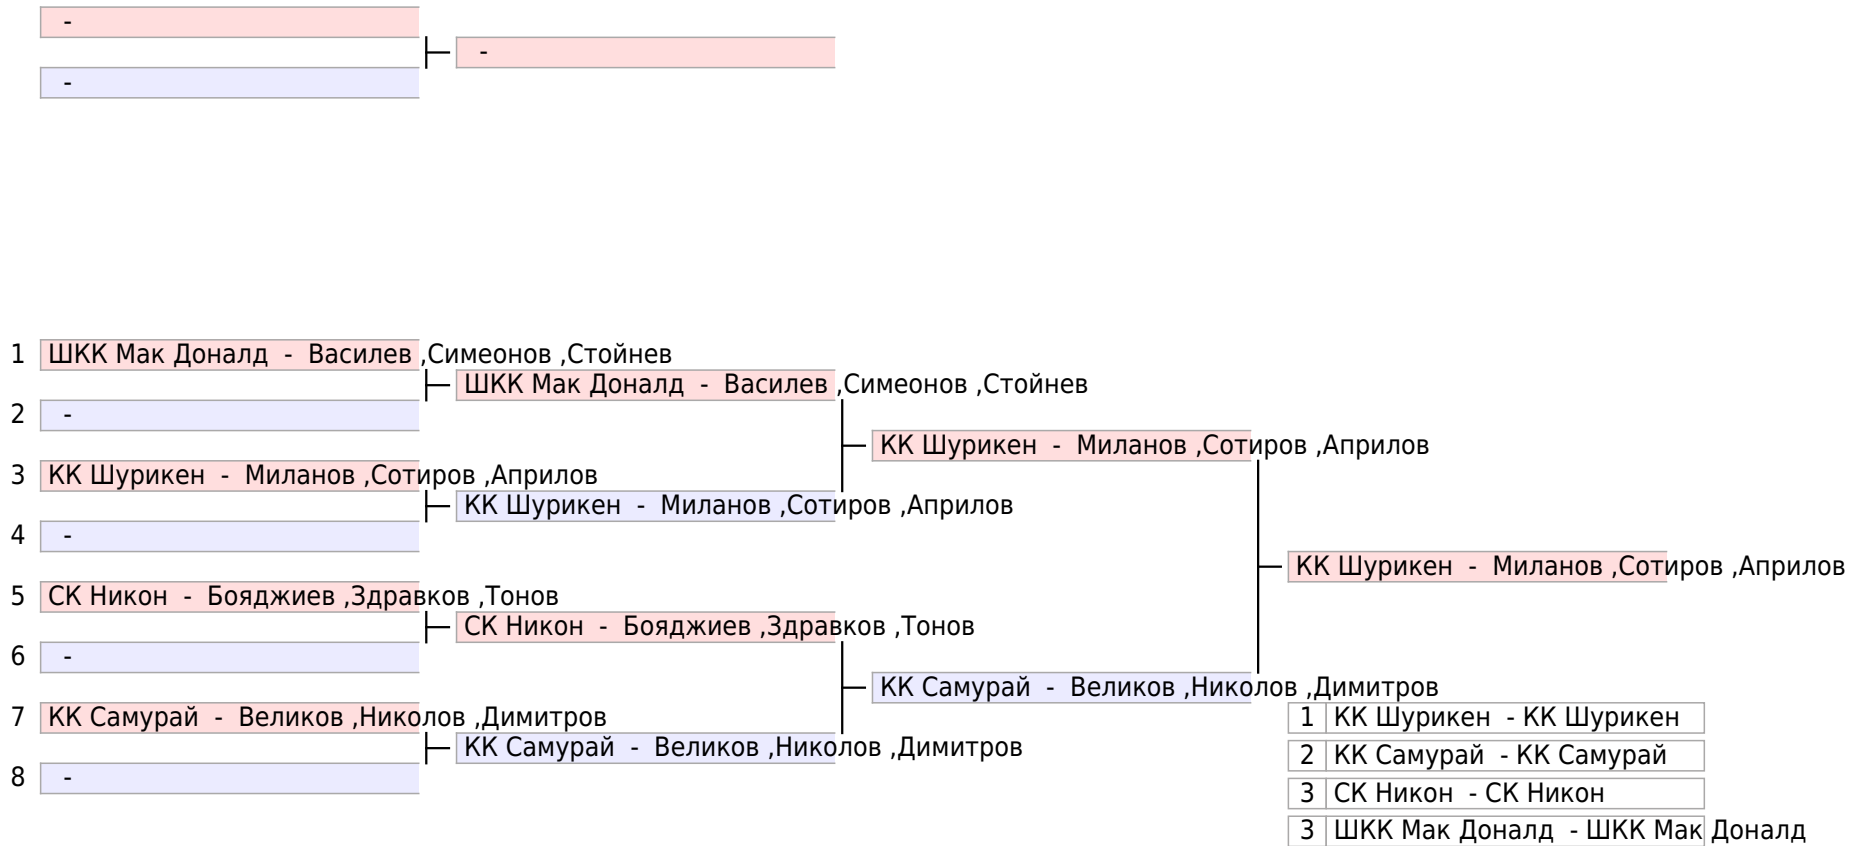 -
-
-
1 ШКК Мак Доналд - Василев ,Симеонов ,Стойнев
ШКК Мак Доналд - Василев ,Симеонов ,Стойнев
2 -
КК Шурикен - Миланов ,Сотиров ,Априлов
3 КК Шурикен - Миланов ,Сотиров ,Априлов
КК Шурикен - Миланов ,Сотиров ,Априлов
4 -
КК Шурикен - Миланов ,Сотиров ,Априлов
5 СК Никон - Бояджиев ,Здравков ,Тонов
СК Никон - Бояджиев ,Здравков ,Тонов
6 -
КК Самурай - Великов ,Николов ,Димитров
7 КК Самурай - Великов ,Николов ,Димитров
КК Самурай - Великов ,Николов ,Димитров
8 -
1 КК Шурикен - КК Шурикен
2 КК Самурай - КК Самурай
3 СК Никон - СК Никон
3 ШКК Мак Доналд - ШКК Мак Доналд